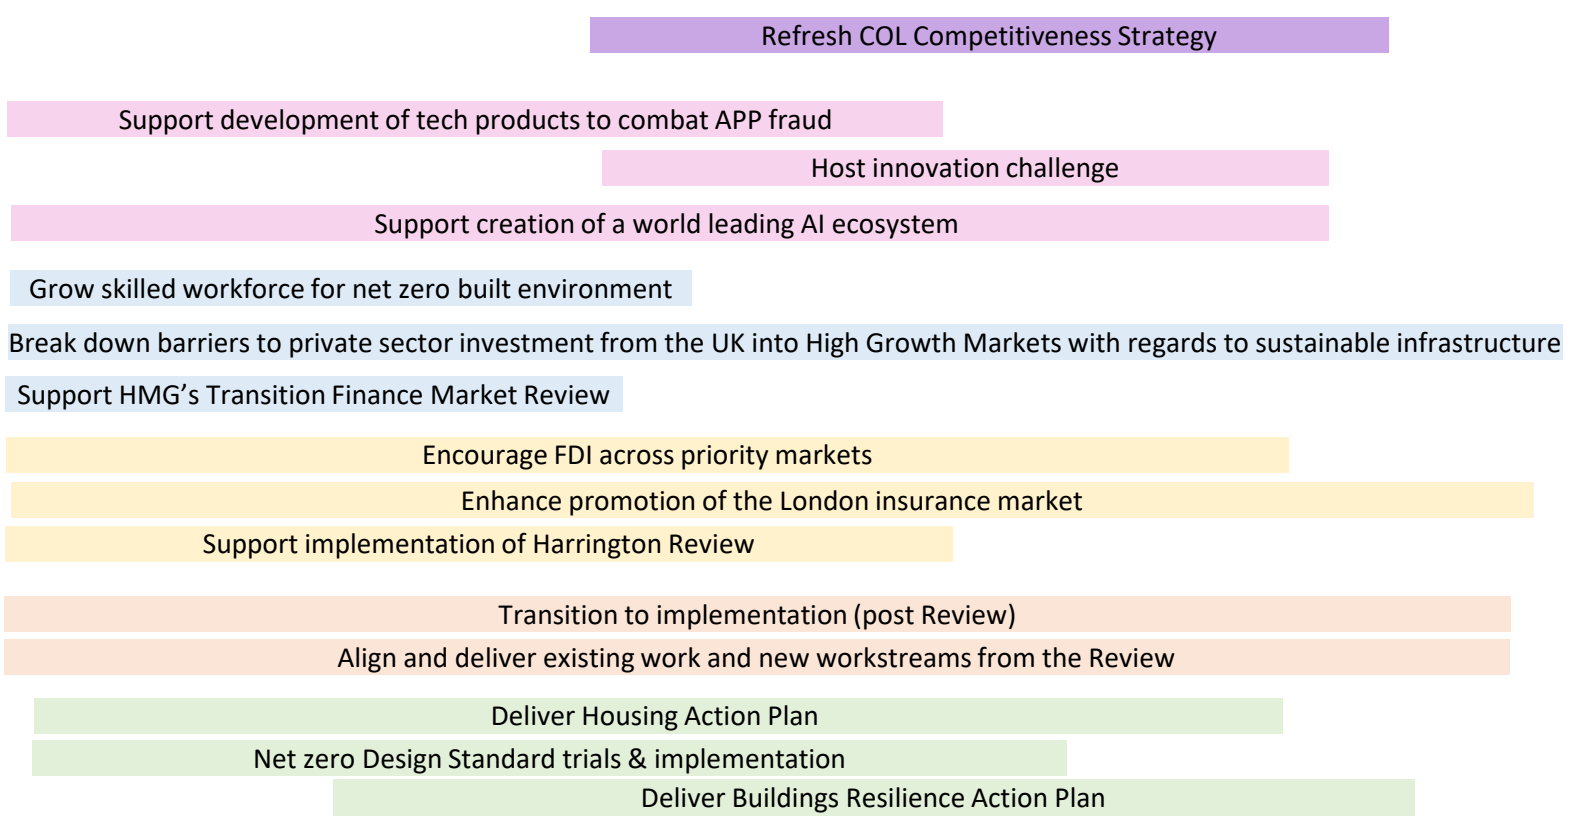 Refresh COL Competitiveness Strategy
Support development of tech products to combat APP fraud
Host innovation challenge
Support creation of a world leading AI ecosystem
Grow skilled workforce for net zero built environment
Break down barriers to private sector investment from the UK into High Growth Markets with regards to sustainable infrastructure
Support HMG’s Transition Finance Market Review
Encourage FDI across priority markets
Enhance promotion of the London insurance market
Support implementation of Harrington Review
Transition to implementation (post Review)
Align and deliver existing work and new workstreams from the Review
Deliver Housing Action Plan
Net zero Design Standard trials & implementation
Deliver Buildings Resilience Action Plan